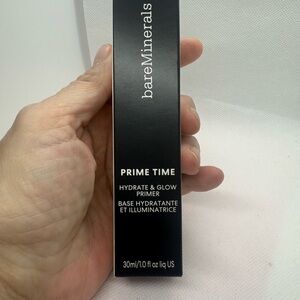 bareMinerals
PRIME TIME
HYDRATE & GLOW
PRIMER
BASE HYDRATANTE
ET ILLUMINATRICE
30ml/1.0 fl oz liq US